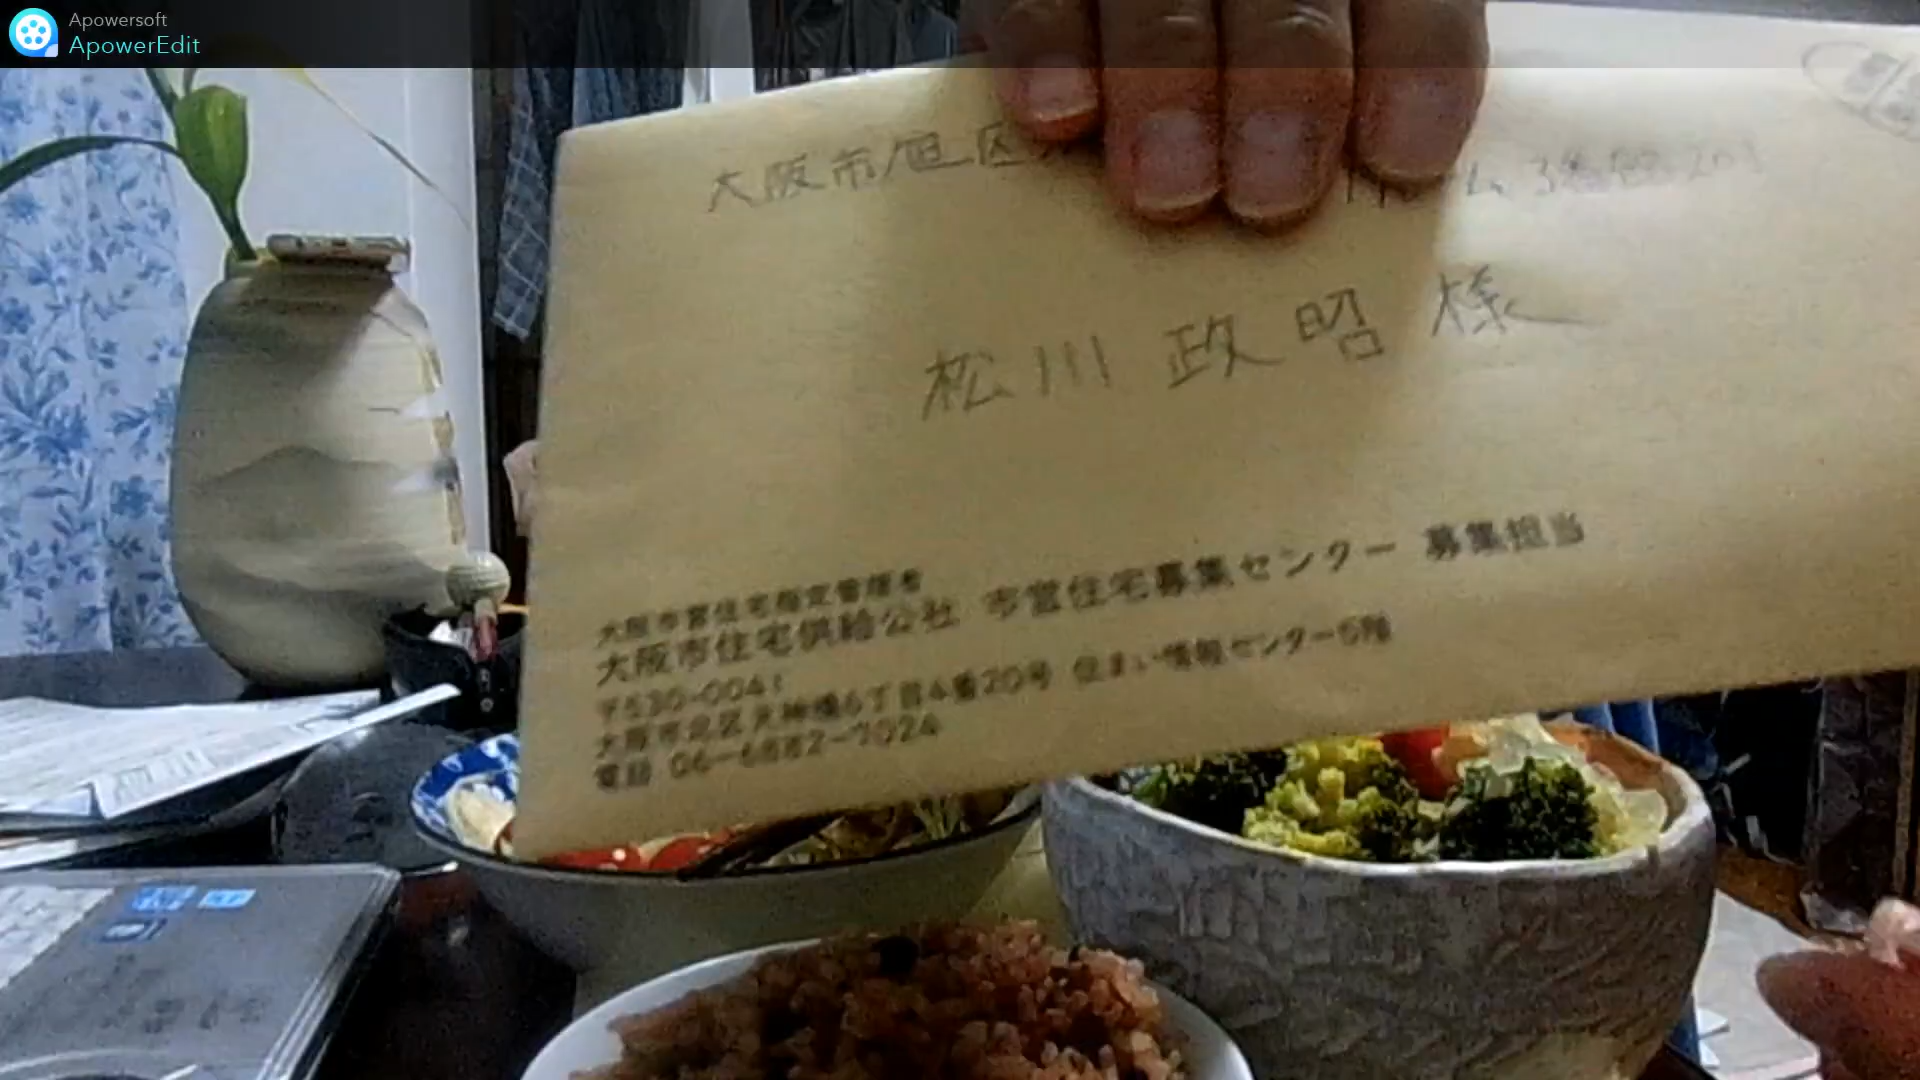 Apowersoft
ApowerEdit
大阪市旭区
松川 政昭 様
大阪市営住宅指定管理者
大阪市住宅供給公社 市営住宅募集センター 募集担当
〒530-0041
大阪市北区天神橋6丁目4番20号 住まい情報センター5階
電話 06-6882-7024